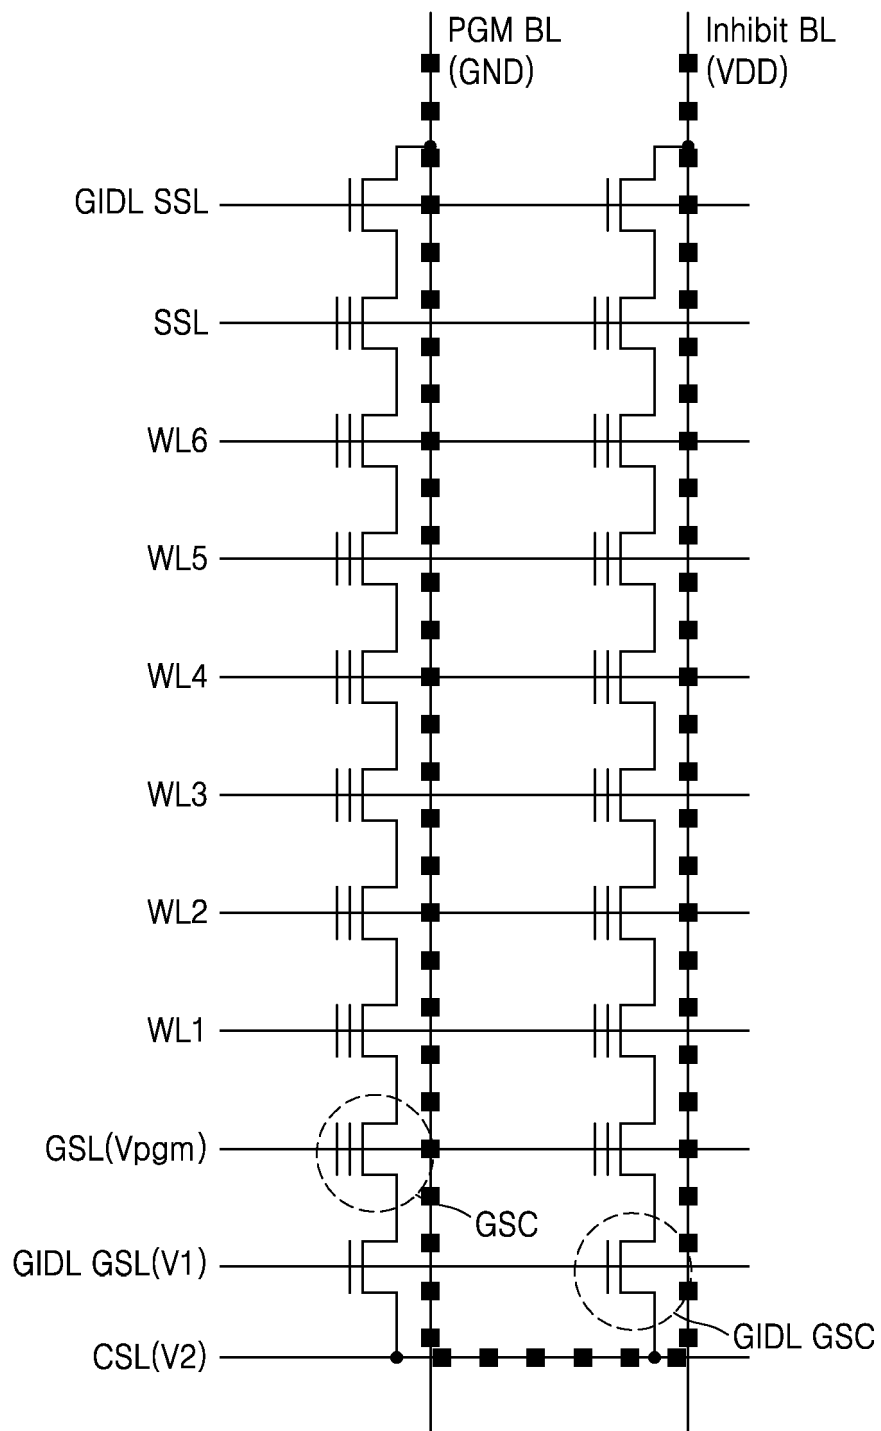 PGM BL
(GND)
Inhibit BL
(VDD)
GIDL SSL
SSL
WL6
WL5
WL4
WL3
WL2
WL1
GSL(Vpgm)
GSC
GIDL GSL(V1)
GIDL GSC
CSL(V2)